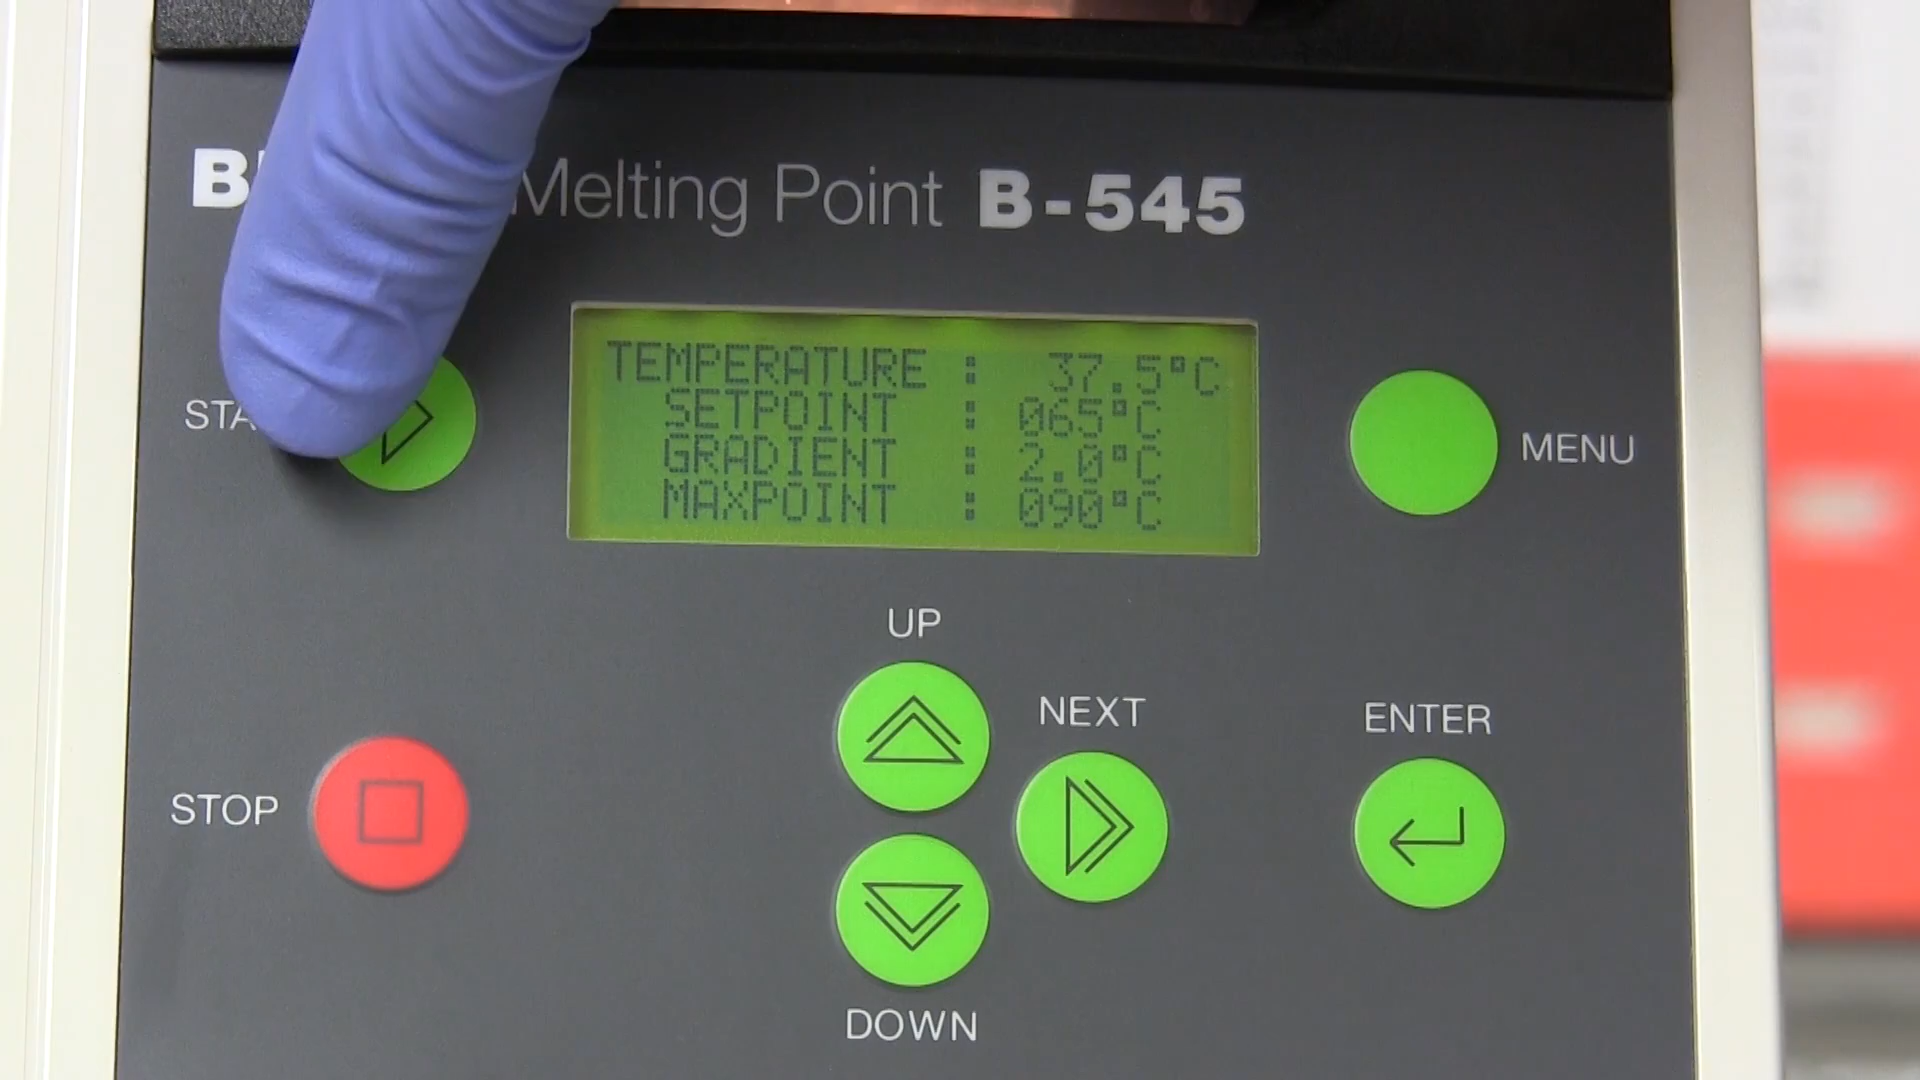 Melting Point B-545
TEMPERATURE : 37.5°C
SETPOINT : 065°C
GRADIENT : 2.0°C
MAXPOINT : 090°C
MENU
UP
NEXT
ENTER
STOP
DOWN